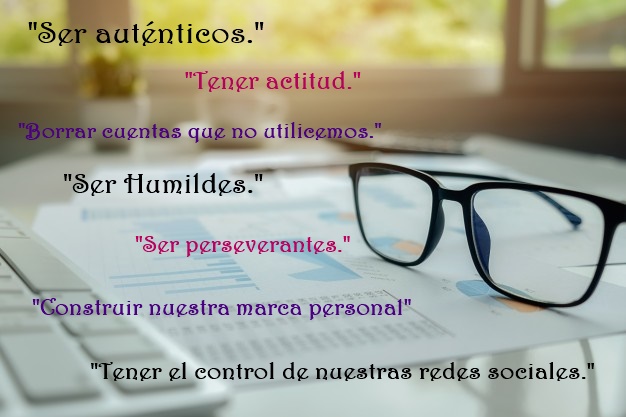 "Ser auténticos."
"Tener actitud."
"Borrar cuentas que no utilicemos."
"Ser Humildes."
"Ser perseverantes."
"Construir nuestra marca personal"
"Tener el control de nuestras redes sociales."